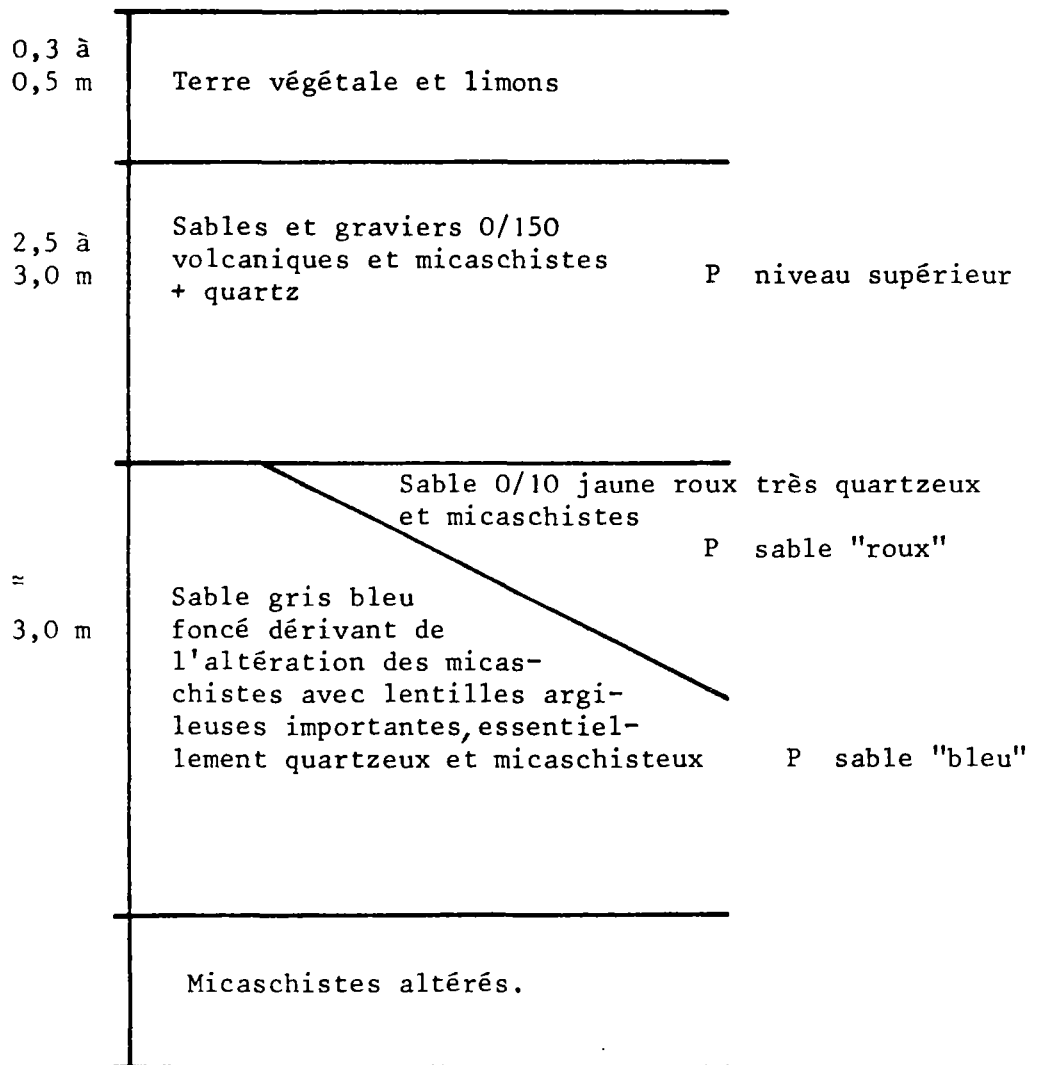 0,3 à
0,5 m
Terre végétale et limons
2,5 à
3,0 m
Sables et graviers 0/150
volcaniques et micaschistes
+ quartz
P niveau supérieur
Sable 0/10 jaune roux très quartzeux
et micaschistes
P sable "roux"
≃
3,0 m
Sable gris bleu
foncé dérivant de
l'altération des micas-
chistes avec lentilles argi-
leuses importantes, essentiel-
lement quartzeux et micaschisteux
P sable "bleu"
Micaschistes altérés.